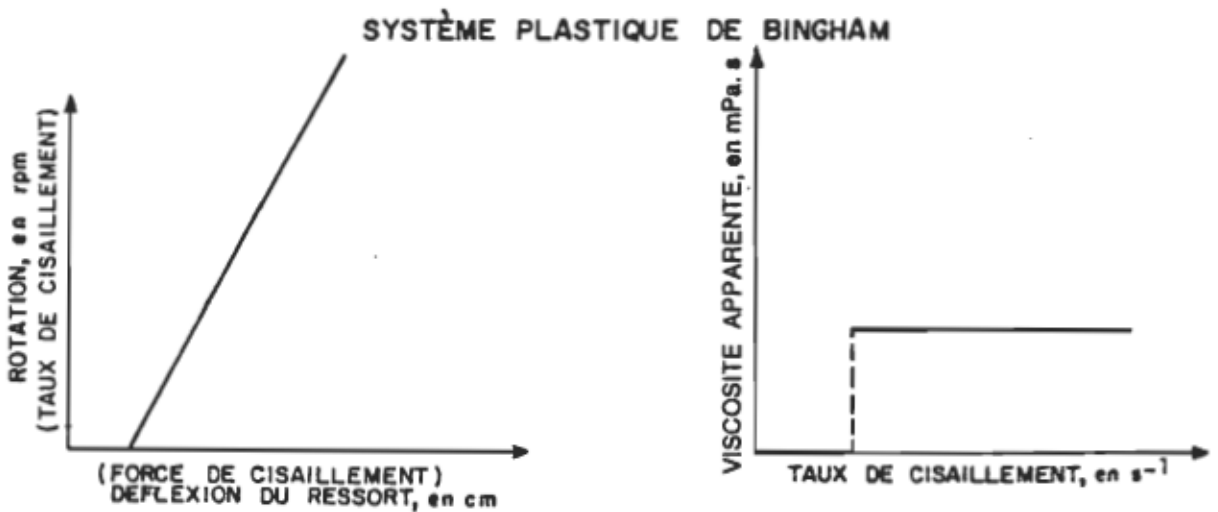 SYSTÈME PLASTIQUE DE BINGHAM
ROTATION, en rpm
(TAUX DE CISAILLEMENT)
(FORCE DE CISAILLEMENT)
DEFLEXION DU RESSORT, en cm
VISCOSITE APPARENTE, en mPa. s
TAUX DE CISAILLEMENT, en s⁻¹